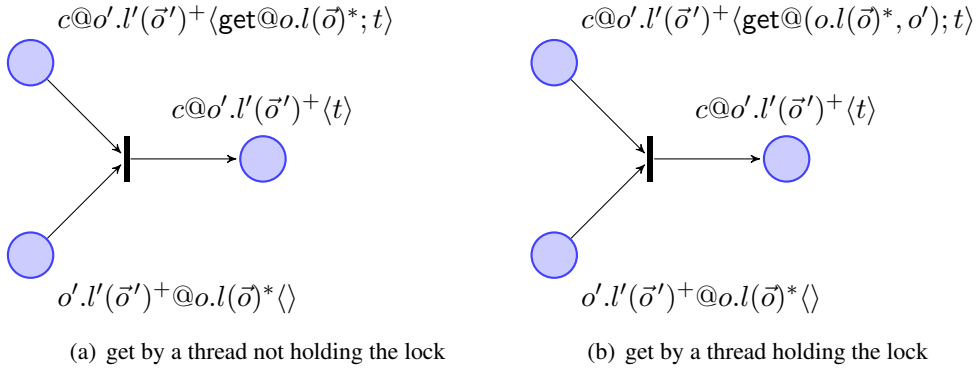 c@o′.l′(o⃗ ′)⁺⟨get@o.l(o⃗)*; t⟩
c@o′.l′(o⃗ ′)⁺⟨t⟩
o′.l′(o⃗ ′)⁺@o.l(o⃗)*⟨⟩
(a) get by a thread not holding the lock
c@o′.l′(o⃗ ′)⁺⟨get@(o.l(o⃗)*, o′); t⟩
c@o′.l′(o⃗ ′)⁺⟨t⟩
o′.l′(o⃗ ′)⁺@o.l(o⃗)*⟨⟩
(b) get by a thread holding the lock